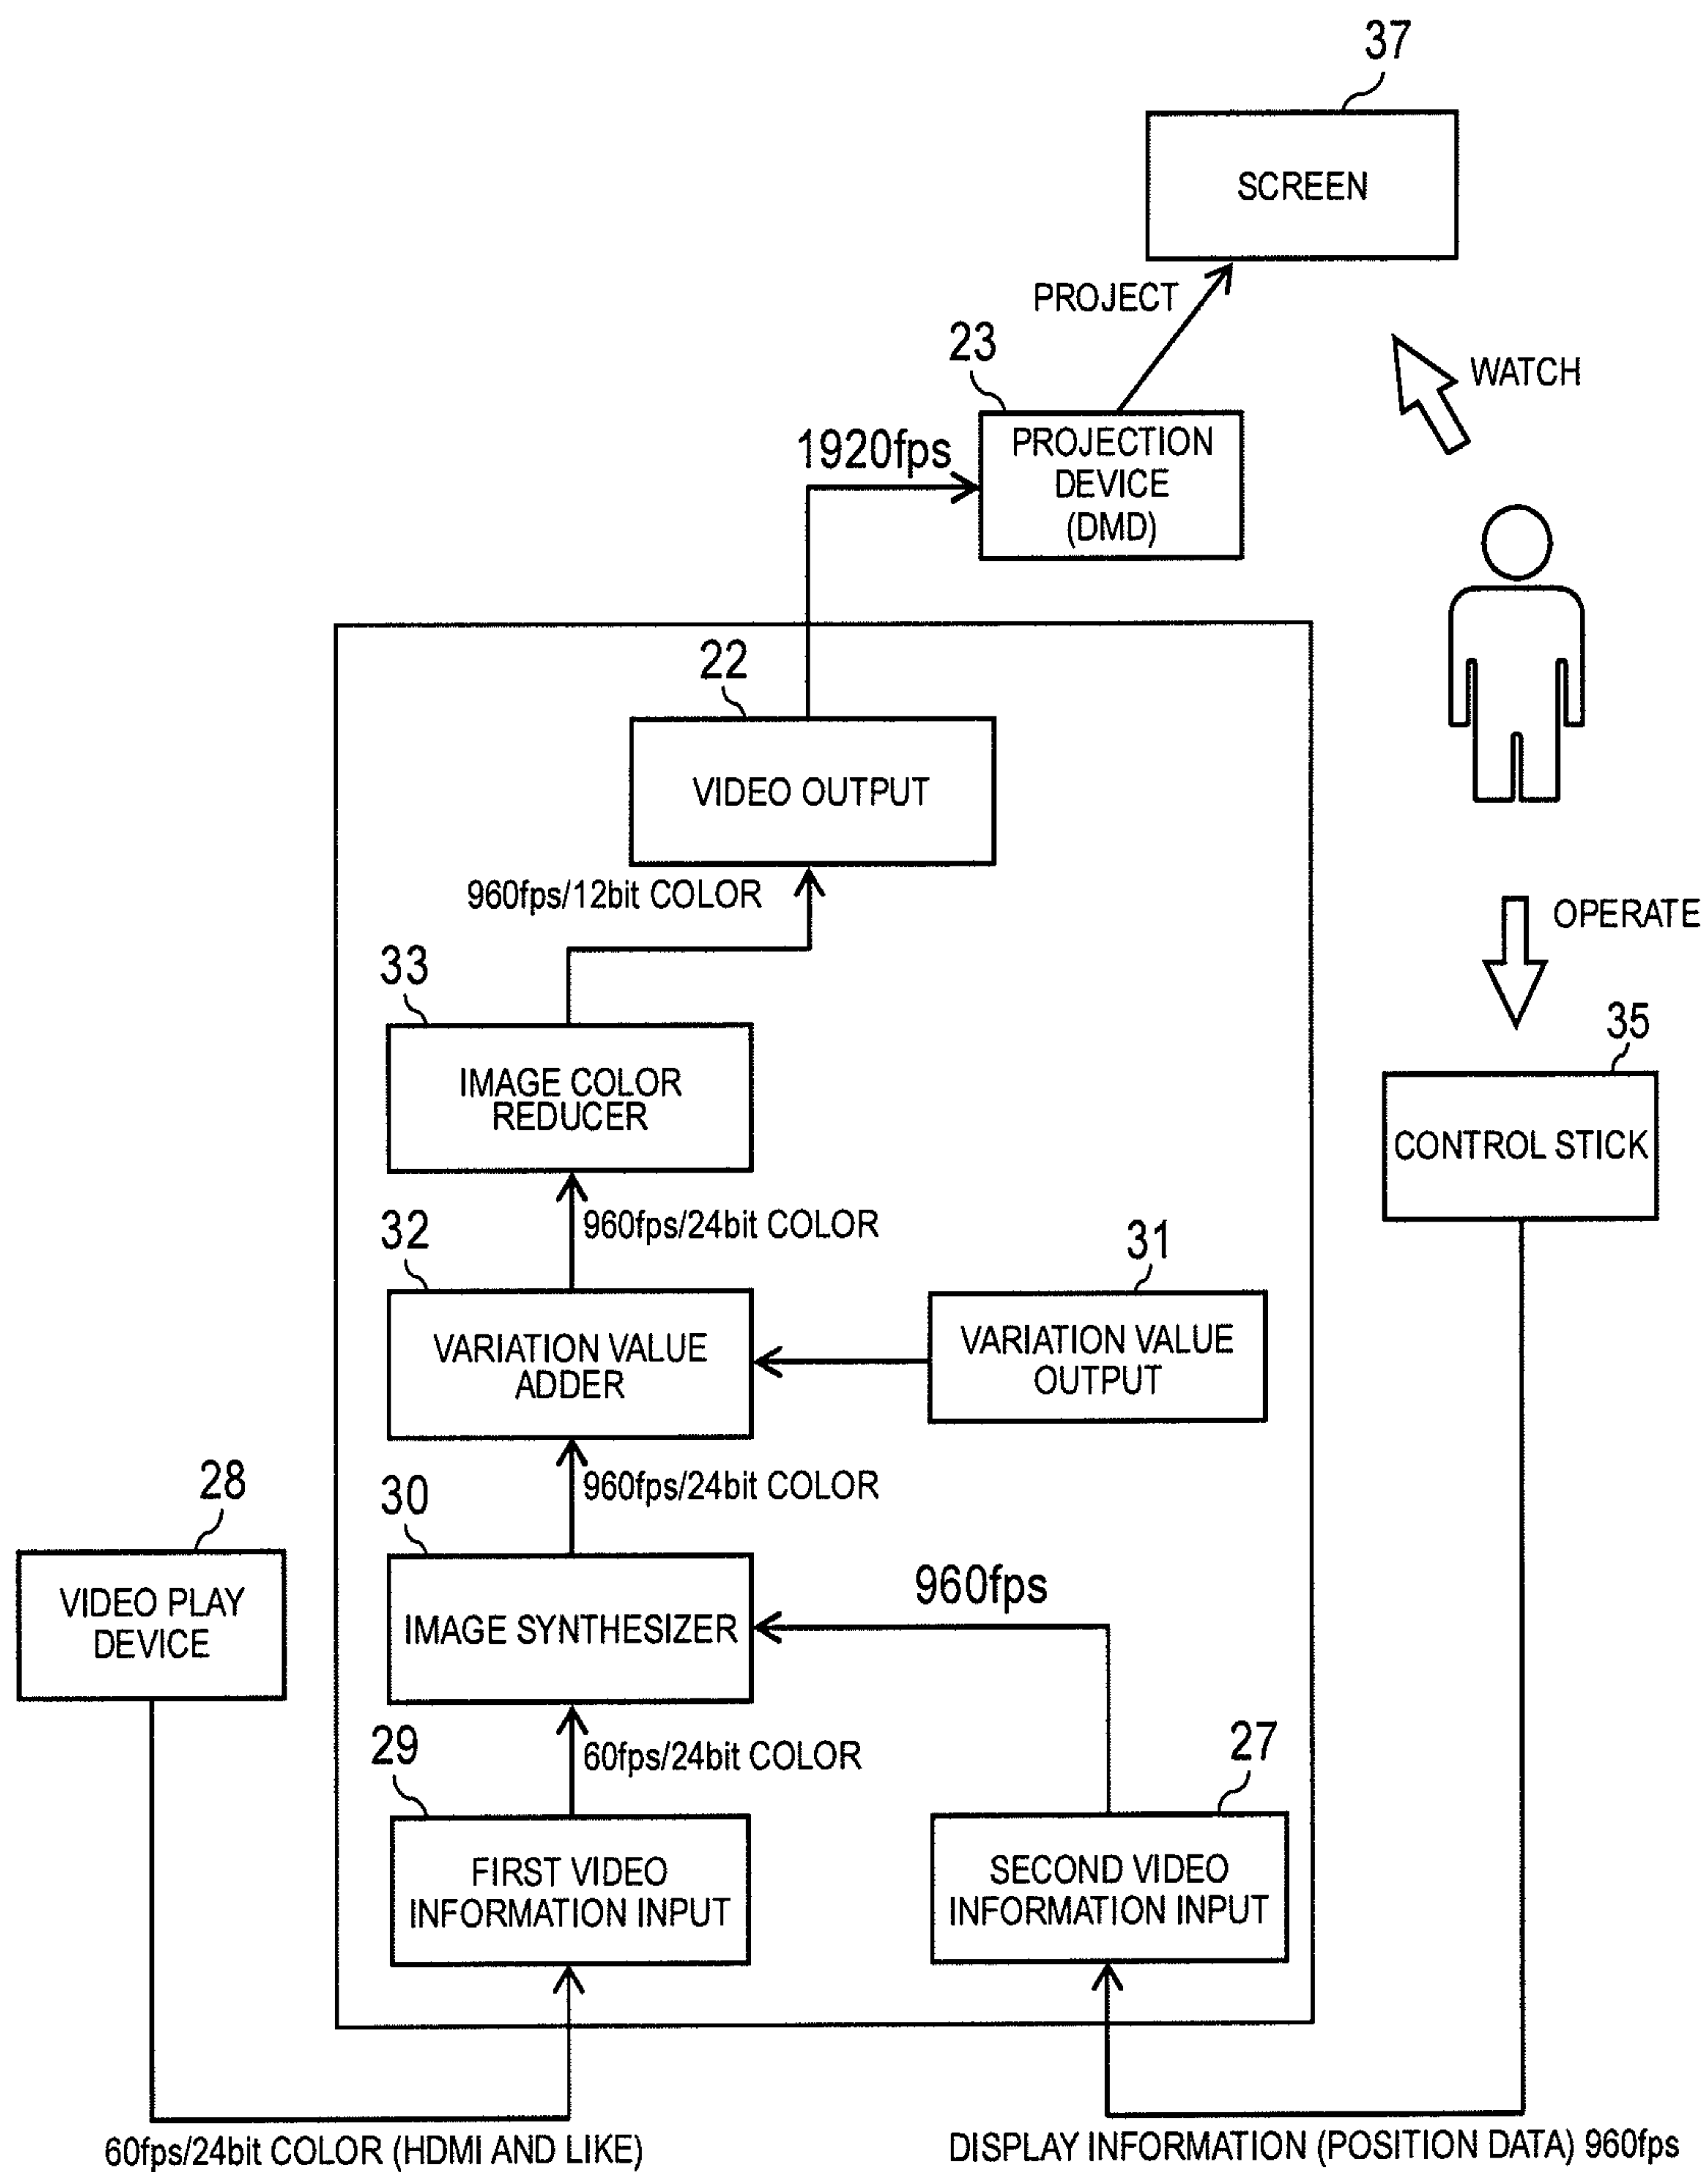 37
SCREEN
PROJECT
23
WATCH
1920fps
PROJECTION
DEVICE
(DMD)
22
VIDEO OUTPUT
960fps/12bit COLOR
OPERATE
33
35
IMAGE COLOR
REDUCER
CONTROL STICK
960fps/24bit COLOR
32
31
VARIATION VALUE
ADDER
VARIATION VALUE
OUTPUT
960fps/24bit COLOR
28
30
VIDEO PLAY
DEVICE
960fps
IMAGE SYNTHESIZER
29
60fps/24bit COLOR
27
FIRST VIDEO
INFORMATION INPUT
SECOND VIDEO
INFORMATION INPUT
60fps/24bit COLOR (HDMI AND LIKE)
DISPLAY INFORMATION (POSITION DATA) 960fps